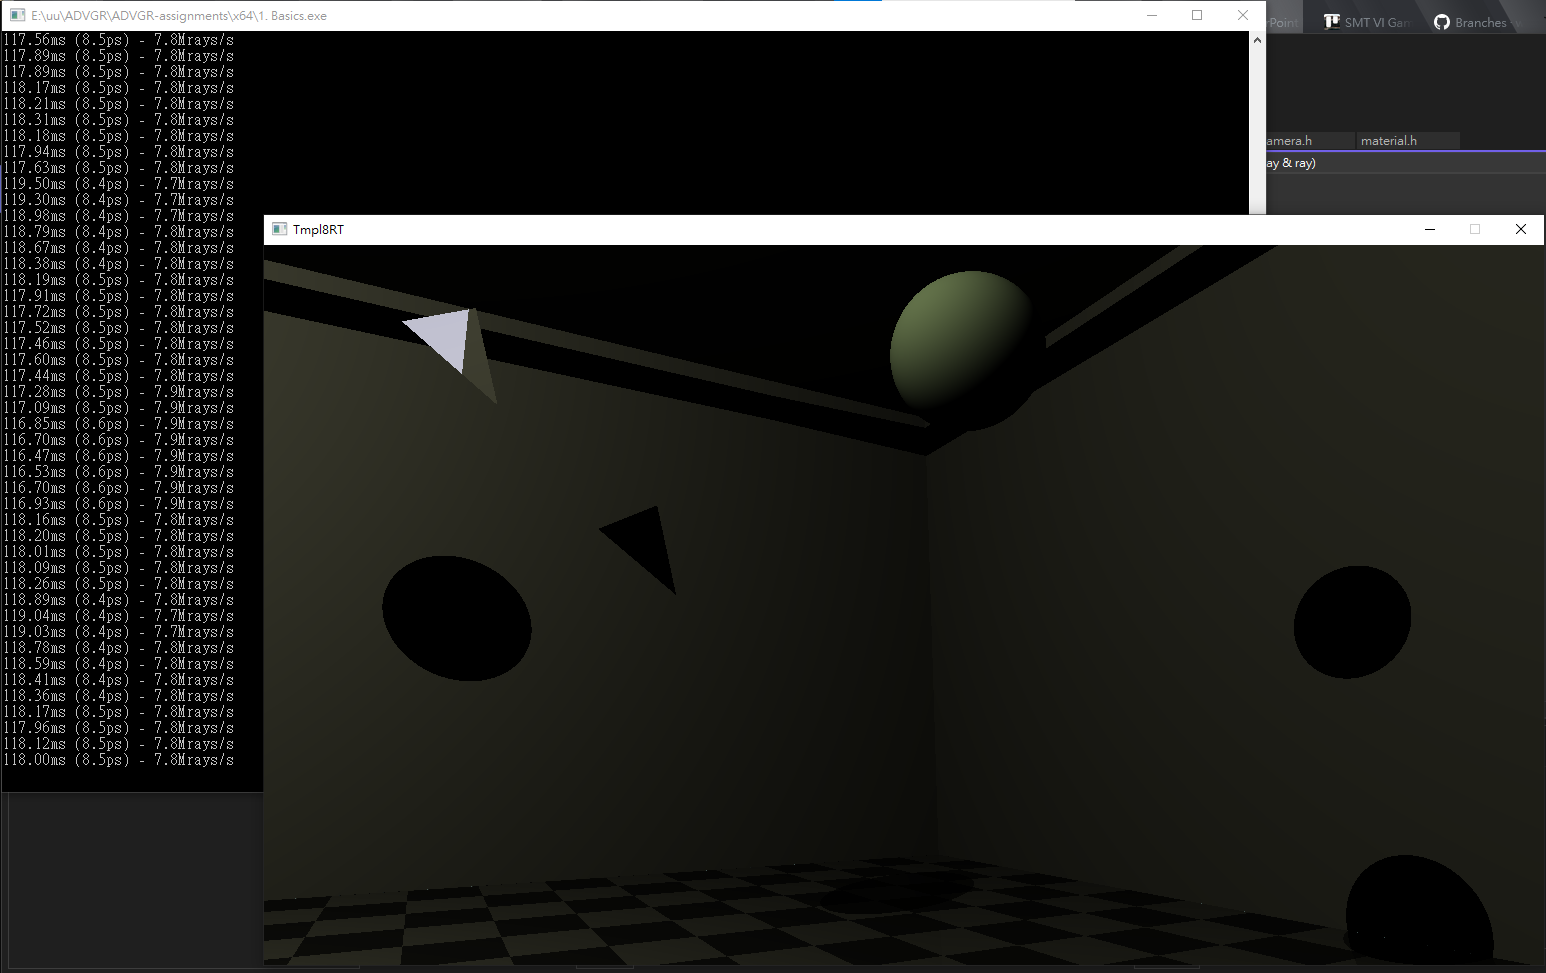 E:\uu\ADVGR\ADVGR-assignments\x64\1. Basics.exe
rPoint
SMT VI Gam
Branches
117.56ms (8.5ps) - 7.8Mrays/s
117.89ms (8.5ps) - 7.8Mrays/s
117.89ms (8.5ps) - 7.8Mrays/s
118.17ms (8.5ps) - 7.8Mrays/s
118.21ms (8.5ps) - 7.8Mrays/s
118.31ms (8.5ps) - 7.8Mrays/s
118.18ms (8.5ps) - 7.8Mrays/s
117.94ms (8.5ps) - 7.8Mrays/s
117.63ms (8.5ps) - 7.8Mrays/s
119.50ms (8.4ps) - 7.7Mrays/s
119.30ms (8.4ps) - 7.7Mrays/s
118.98ms (8.4ps) - 7.7Mrays/s
118.79ms (8.4ps) - 7.8Mrays/s
118.67ms (8.4ps) - 7.8Mrays/s
118.38ms (8.4ps) - 7.8Mrays/s
118.19ms (8.5ps) - 7.8Mrays/s
117.91ms (8.5ps) - 7.8Mrays/s
117.72ms (8.5ps) - 7.8Mrays/s
117.52ms (8.5ps) - 7.8Mrays/s
117.46ms (8.5ps) - 7.8Mrays/s
117.60ms (8.5ps) - 7.8Mrays/s
117.44ms (8.5ps) - 7.8Mrays/s
117.28ms (8.5ps) - 7.9Mrays/s
117.09ms (8.5ps) - 7.9Mrays/s
116.85ms (8.6ps) - 7.9Mrays/s
116.70ms (8.6ps) - 7.9Mrays/s
116.47ms (8.6ps) - 7.9Mrays/s
116.53ms (8.6ps) - 7.9Mrays/s
116.70ms (8.6ps) - 7.9Mrays/s
116.93ms (8.6ps) - 7.9Mrays/s
118.16ms (8.5ps) - 7.8Mrays/s
118.20ms (8.5ps) - 7.8Mrays/s
118.01ms (8.5ps) - 7.8Mrays/s
118.09ms (8.5ps) - 7.8Mrays/s
118.26ms (8.5ps) - 7.8Mrays/s
118.89ms (8.4ps) - 7.8Mrays/s
119.04ms (8.4ps) - 7.7Mrays/s
119.03ms (8.4ps) - 7.7Mrays/s
118.78ms (8.4ps) - 7.8Mrays/s
118.59ms (8.4ps) - 7.8Mrays/s
118.41ms (8.4ps) - 7.8Mrays/s
118.36ms (8.4ps) - 7.8Mrays/s
118.17ms (8.5ps) - 7.8Mrays/s
117.96ms (8.5ps) - 7.8Mrays/s
118.12ms (8.5ps) - 7.8Mrays/s
118.00ms (8.5ps) - 7.8Mrays/s
amera.h
material.h
ay & ray)
Tmpl8RT